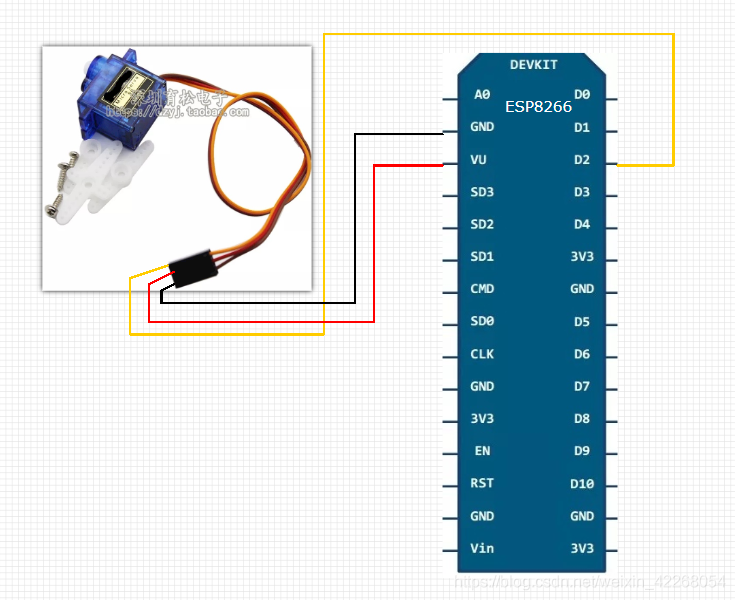 深圳育松电子
https://hzyj.taobao.com
DEVKIT
ESP8266
A0 D0
GND D1
VU D2
SD3 D3
SD2 D4
SD1 3V3
CMD GND
SD0 D5
CLK D6
GND D7
3V3 D8
EN D9
RST D10
GND GND
Vin 3V3
https://blog.csdn.net/weixin_42268054